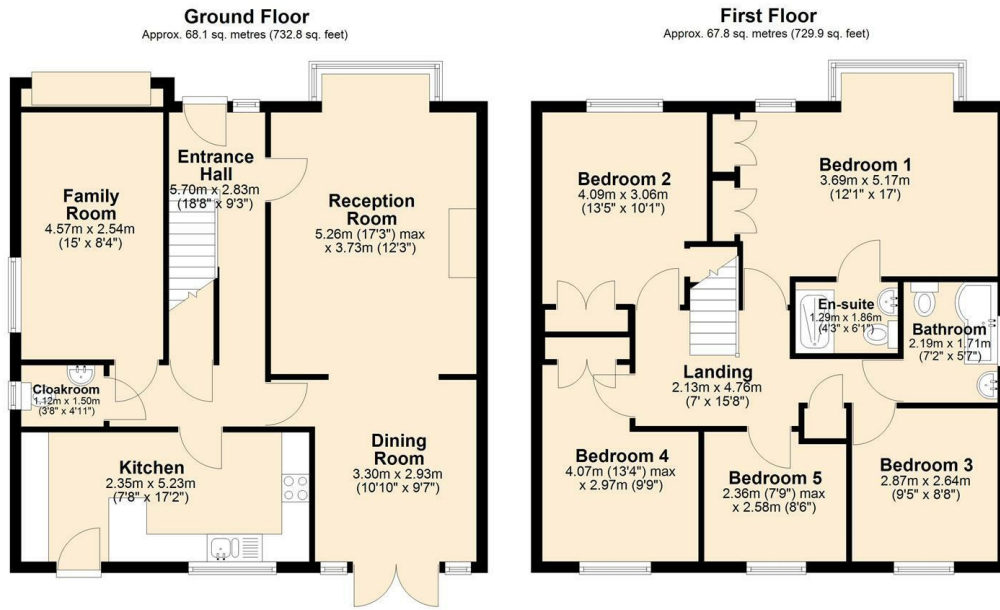 Ground Floor
Approx. 68.1 sq. metres (732.8 sq. feet)
Family
Room
4.57m x 2.54m
(15' x 8'4")
Entrance
Hall
5.70m x 2.83m
(18'8" x 9'3")
Reception
Room
5.26m (17'3") max
x 3.73m (12'3")
Cloakroom
1.12m x 1.50m
(3'8" x 4'11")
Kitchen
2.35m x 5.23m
(7'8" x 17'2")
Dining
Room
3.30m x 2.93m
(10'10" x 9'7")
First Floor
Approx. 67.8 sq. metres (729.9 sq. feet)
Bedroom 2
4.09m x 3.06m
(13'5" x 10'1")
Bedroom 1
3.69m x 5.17m
(12'1" x 17')
En-suite
1.29m x 1.86m
(4'3" x 6'1")
Bathroom
2.19m x 1.71m
(7'2" x 5'7")
Landing
2.13m x 4.76m
(7' x 15'8")
Bedroom 4
4.07m (13'4") max
x 2.97m (9'9")
Bedroom 5
2.36m (7'9") max
x 2.58m (8'6")
Bedroom 3
2.87m x 2.64m
(9'5" x 8'8")